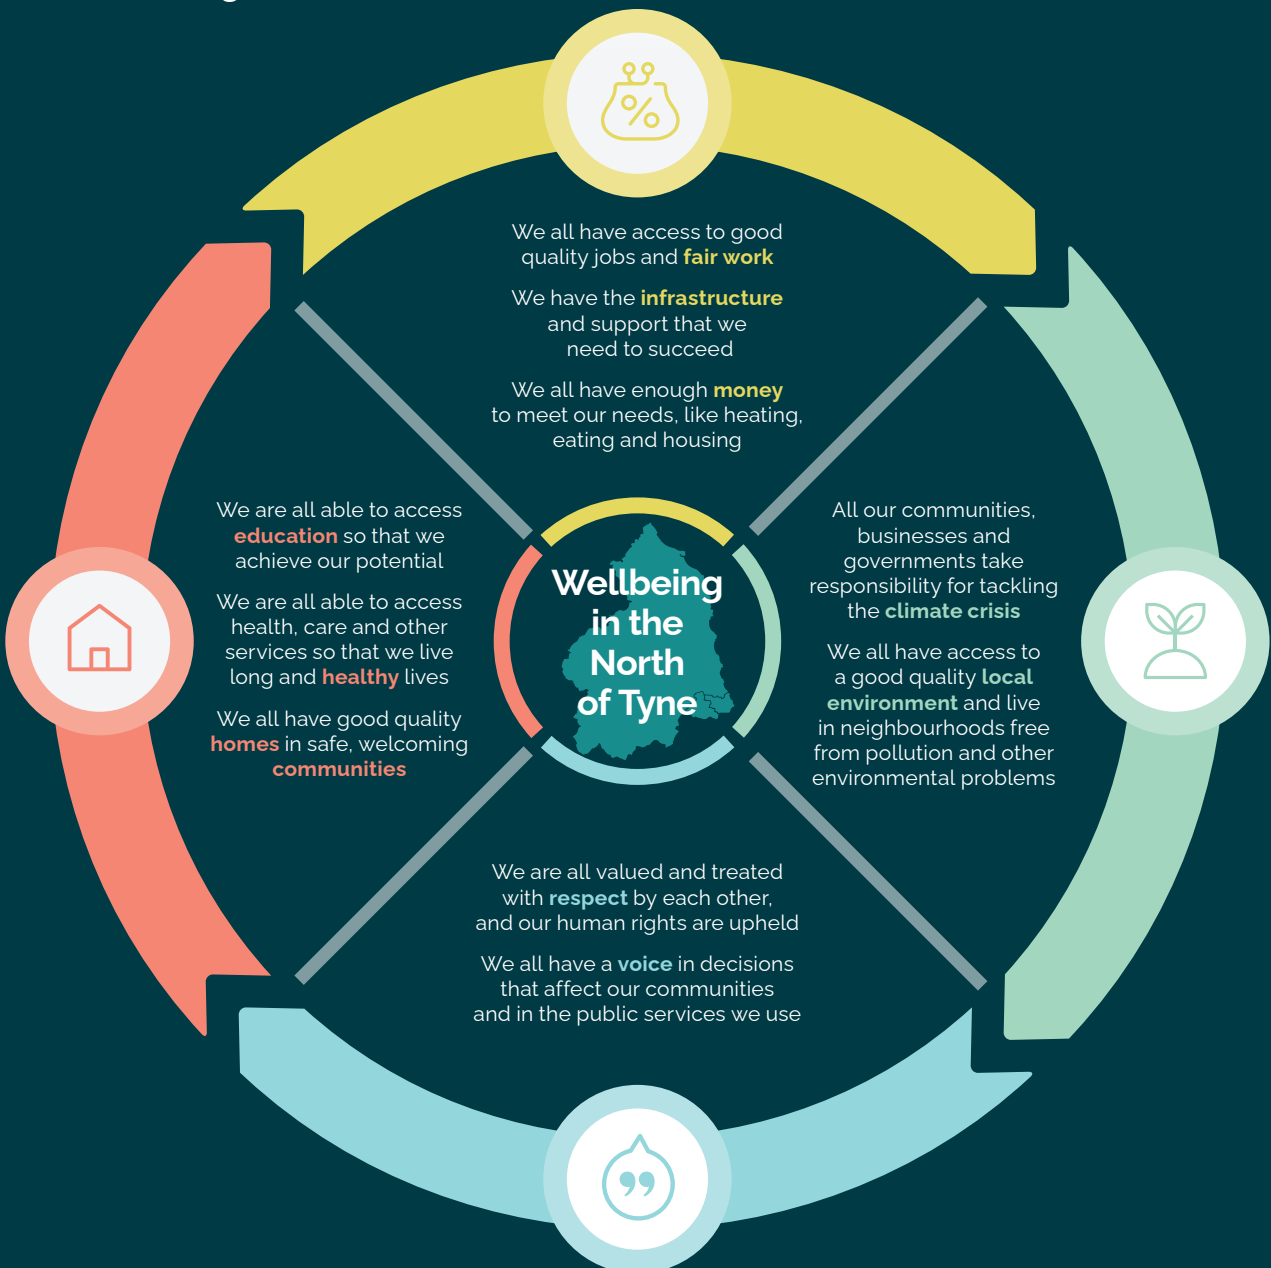 We all have access to good
quality jobs and fair work
We have the infrastructure
and support that we
need to succeed
We all have enough money
to meet our needs, like heating,
eating and housing
We are all able to access
education so that we
achieve our potential
We are all able to access
health, care and other
services so that we live
long and healthy lives
We all have good quality
homes in safe, welcoming
communities
Wellbeing
in the
North
of Tyne
All our communities,
businesses and
governments take
responsibility for tackling
the climate crisis
We all have access to
a good quality local
environment and live
in neighbourhoods free
from pollution and other
environmental problems
We are all valued and treated
with respect by each other,
and our human rights are upheld
We all have a voice in decisions
that affect our communities
and in the public services we use